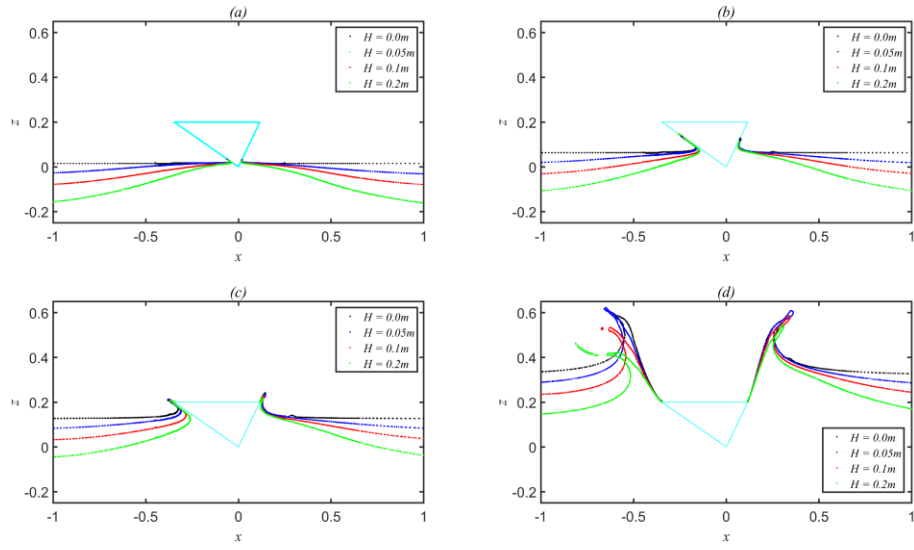 (a)
H = 0.0m
H = 0.05m
H = 0.1m
H = 0.2m
0.6
0.4
0.2
0
-0.2
z
-1
-0.5
0
0.5
1
x
(b)
H = 0.0m
H = 0.05m
H = 0.1m
H = 0.2m
0.6
0.4
0.2
0
-0.2
z
-1
-0.5
0
0.5
1
x
(c)
H = 0.0m
H = 0.05m
H = 0.1m
H = 0.2m
0.6
0.4
0.2
0
-0.2
z
-1
-0.5
0
0.5
1
x
(d)
0.6
0.4
0.2
0
-0.2
z
H = 0.0m
H = 0.05m
H = 0.1m
H = 0.2m
-1
-0.5
0
0.5
1
x